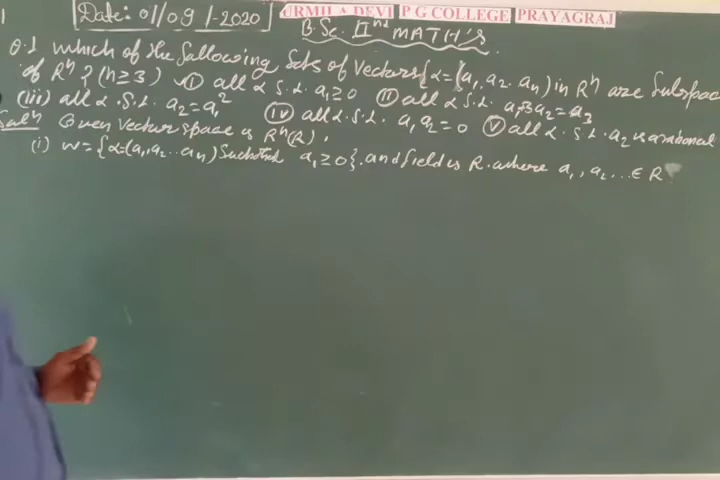 Date: 01/09/-2020
URMILA DEVI P G COLLEGE PRAYAGRAJ
B.Sc. IInd MATH'S
Q.1 Which of the following Sets of Vectors {α=(a1, a2.. an) in Rn are Subspac
of Rn? (n≥3) (i) all α S.t. a1≥0 (ii) all α S.t. a1+3a2=a3
(iii) all α.S.t. a2=a1² (iv) all α.S.t. a1a2=0 (v) all α.S.t. a2 is a rational
Soln Given Vector space is Rn(R).
(i) W={α=(a1,a2..an) Such that a1≥0}. and field is R. where a1, a2...∈ R